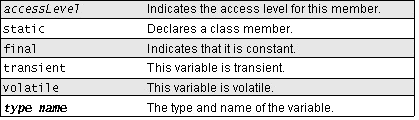 accessLevel Indicates the access level for this member.
static Declares a class member.
final Indicates that it is constant.
transient This variable is transient.
volatile This variable is volatile.
type name The type and name of the variable.